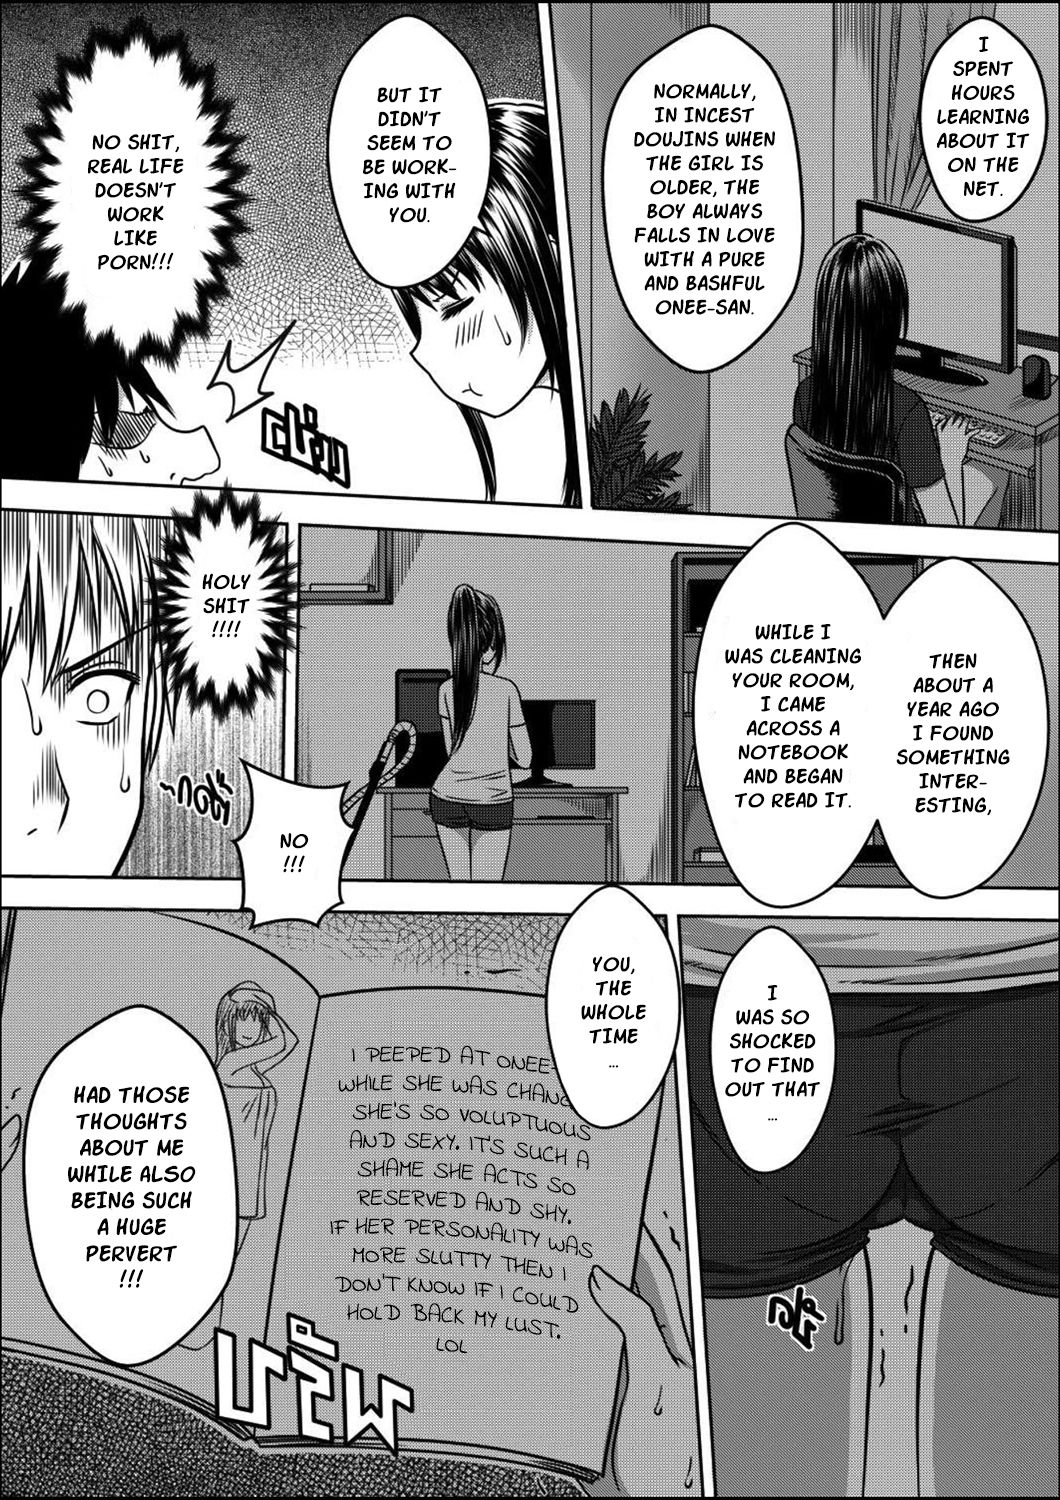 I
SPENT
HOURS
LEARNING
ABOUT IT
ON THE
NET.
NORMALLY,
IN INCEST
DOUJINS WHEN
THE GIRL IS
OLDER, THE
BOY ALWAYS
FALLS IN LOVE
WITH A PURE
AND BASHFUL
ONEE-SAN.
BUT IT
DIDN'T
SEEM TO
BE WORK-
ING WITH
YOU.
NO SHIT,
REAL LIFE
DOESN'T
WORK
LIKE
PORN!!!
THEN
ABOUT A
YEAR AGO
I FOUND
SOMETHING
INTER-
ESTING,
WHILE I
WAS CLEANING
YOUR ROOM,
I CAME
ACROSS A
NOTEBOOK
AND BEGAN
TO READ IT.
HOLY
SHIT
!!!!
NO
!!!
I
WAS SO
SHOCKED
TO FIND
OUT THAT
...
YOU,
THE
WHOLE
TIME
...
I PEEPED AT ONEE-
WHILE SHE WAS
SHE'S SO VOLUPTUOUS
AND SEXY. IT'S SUCH A
SHAME SHE ACTS SO
RESERVED AND SHY.
IF HER PERSONALITY WAS
MORE SLUTTY THEN I
DON'T KNOW IF I COULD
HOLD BACK MY LUST.
LOL
HAD THOSE
THOUGHTS
ABOUT ME
WHILE ALSO
BEING SUCH
A HUGE
PERVERT
!!!